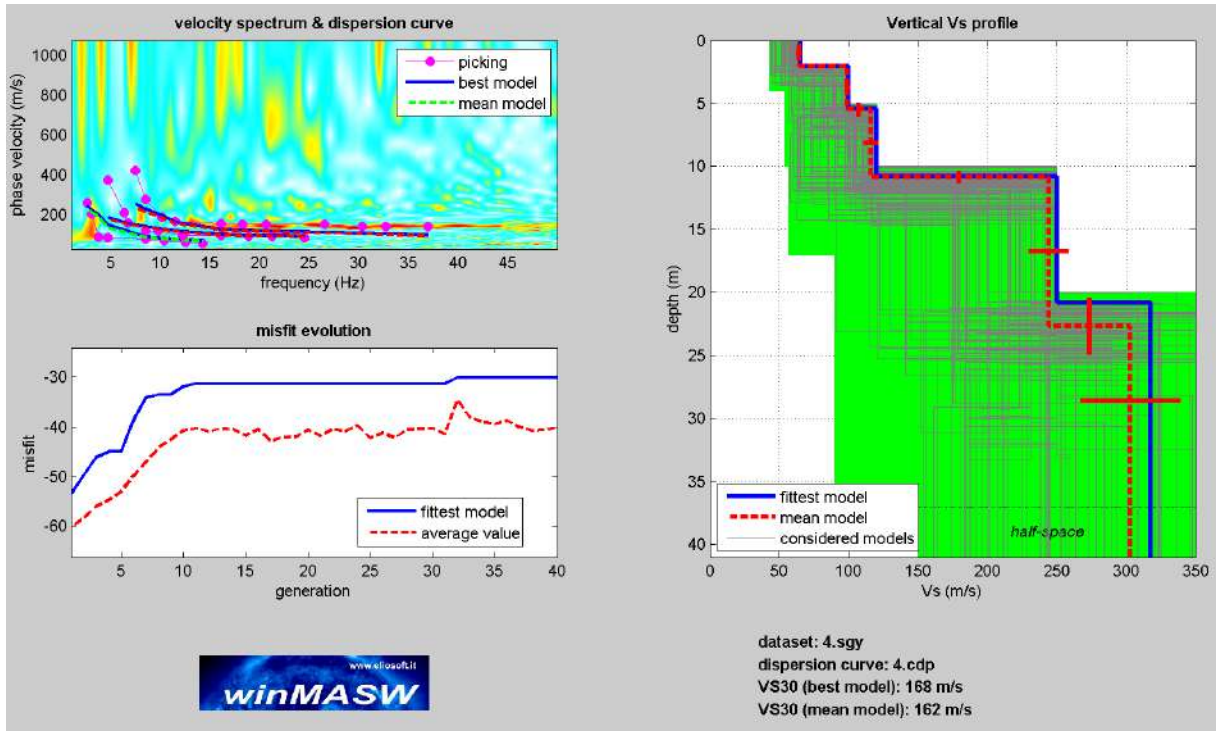 velocity spectrum & dispersion curve
phase velocity (m/s)
1000
800
600
400
200
picking
best model
mean model
5 10 15 20 25 30 35 40 45
frequency (Hz)
misfit evolution
misfit
-30
-40
-50
-60
fittest model
average value
5 10 15 20 25 30 35 40
generation
www.eliosoft.it
winMASW
Vertical Vs profile
depth (m)
0
5
10
15
20
25
30
35
40
fittest model
mean model
considered models
half-space
0 50 100 150 200 250 300 350
Vs (m/s)
dataset: 4.sgy
dispersion curve: 4.cdp
VS30 (best model): 168 m/s
VS30 (mean model): 162 m/s